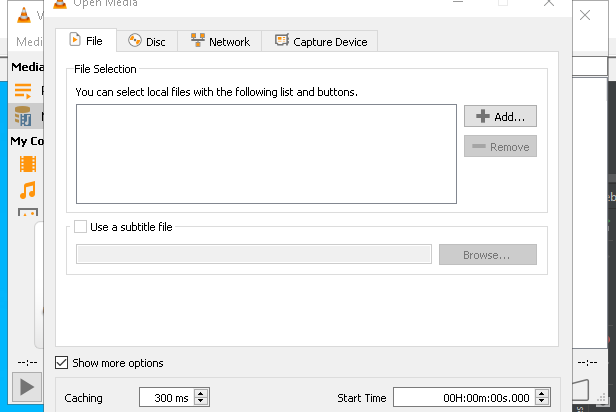 Open Media
Medi
File
Disc
Network
Capture Device
Media
My Co
File Selection
You can select local files with the following list and buttons.
Add...
Remove
Use a subtitle file
Browse...
--:--
Show more options
Caching
300 ms
Start Time
00H:00m:00s.000